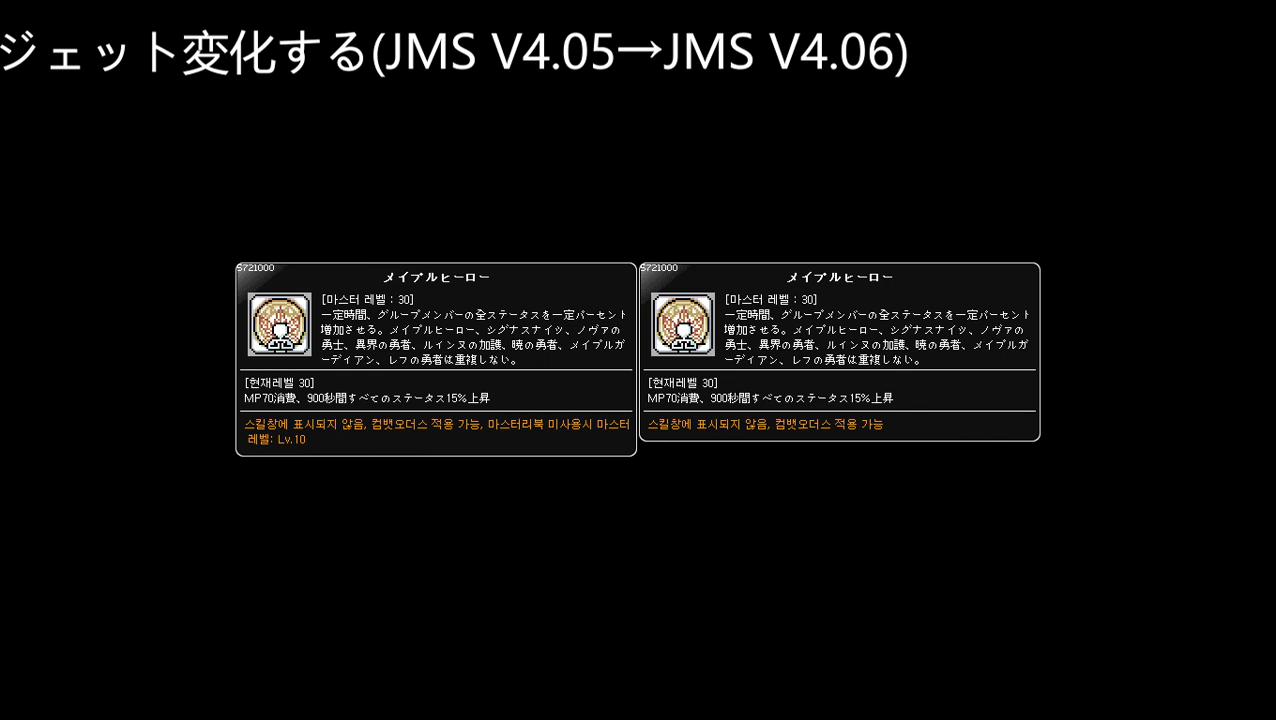 ジェット変化する(JMS V4.05→JMS V4.06)
5721000
メイプルヒーロー
[마스터 레벨 : 30]
一定時間、グループメンバーの全ステータスを一定パーセント
増加させる。メイプルヒーロー、シグナスナイツ、ノヴァの
勇士、異界の勇者、ルインヌの加護、暁の勇者、メイプルガ
ーディアン、レフの勇者は重複しない。
[현재레벨 30]
MP70消費、900秒間すべてのステータス15%上昇
스킬창에 표시되지 않음, 컴뱃오더스 적용 가능, 마스터리북 미사용시 마스터
레벨: Lv.10
5721000
メイプルヒーロー
[마스터 레벨 : 30]
一定時間、グループメンバーの全ステータスを一定パーセント
増加させる。メイプルヒーロー、シグナスナイツ、ノヴァの
勇士、異界の勇者、ルインヌの加護、暁の勇者、メイプルガ
ーディアン、レフの勇者は重複しない。
[현재레벨 30]
MP70消費、900秒間すべてのステータス15%上昇
스킬창에 표시되지 않음, 컴뱃오더스 적용 가능